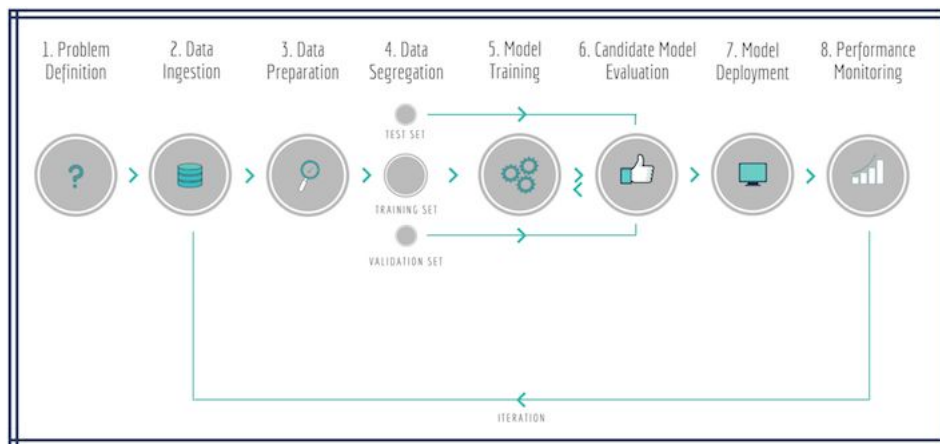 1. Problem
Definition
2. Data
Ingestion
3. Data
Preparation
4. Data
Segregation
5. Model
Training
6. Candidate Model
Evaluation
7. Model
Deployment
8. Performance
Monitoring
TEST SET
?
TRAINING SET
VALIDATION SET
ITERATION